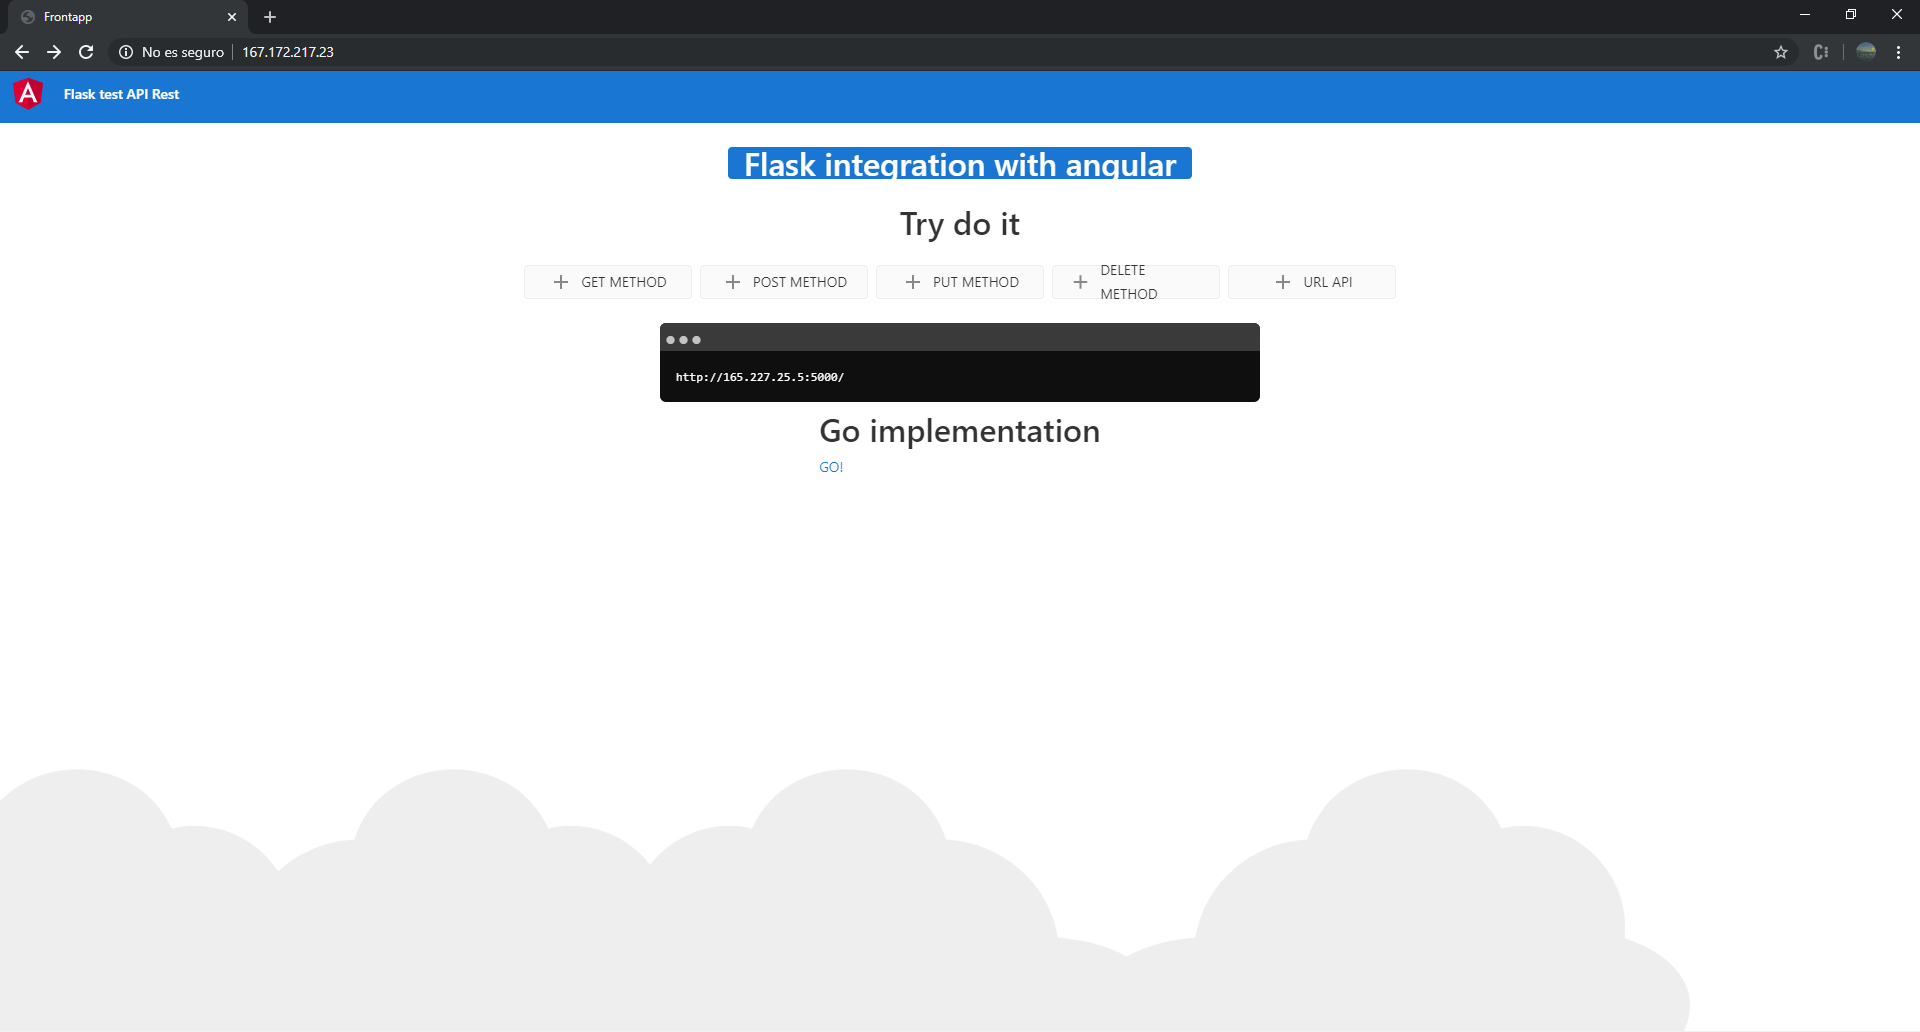 Frontapp
No es seguro
167.172.217.23
Flask test API Rest
Flask integration with angular
Try do it
GET METHOD
POST METHOD
PUT METHOD
DELETE
METHOD
URL API
http://165.227.25.5:5000/
Go implementation
GO!